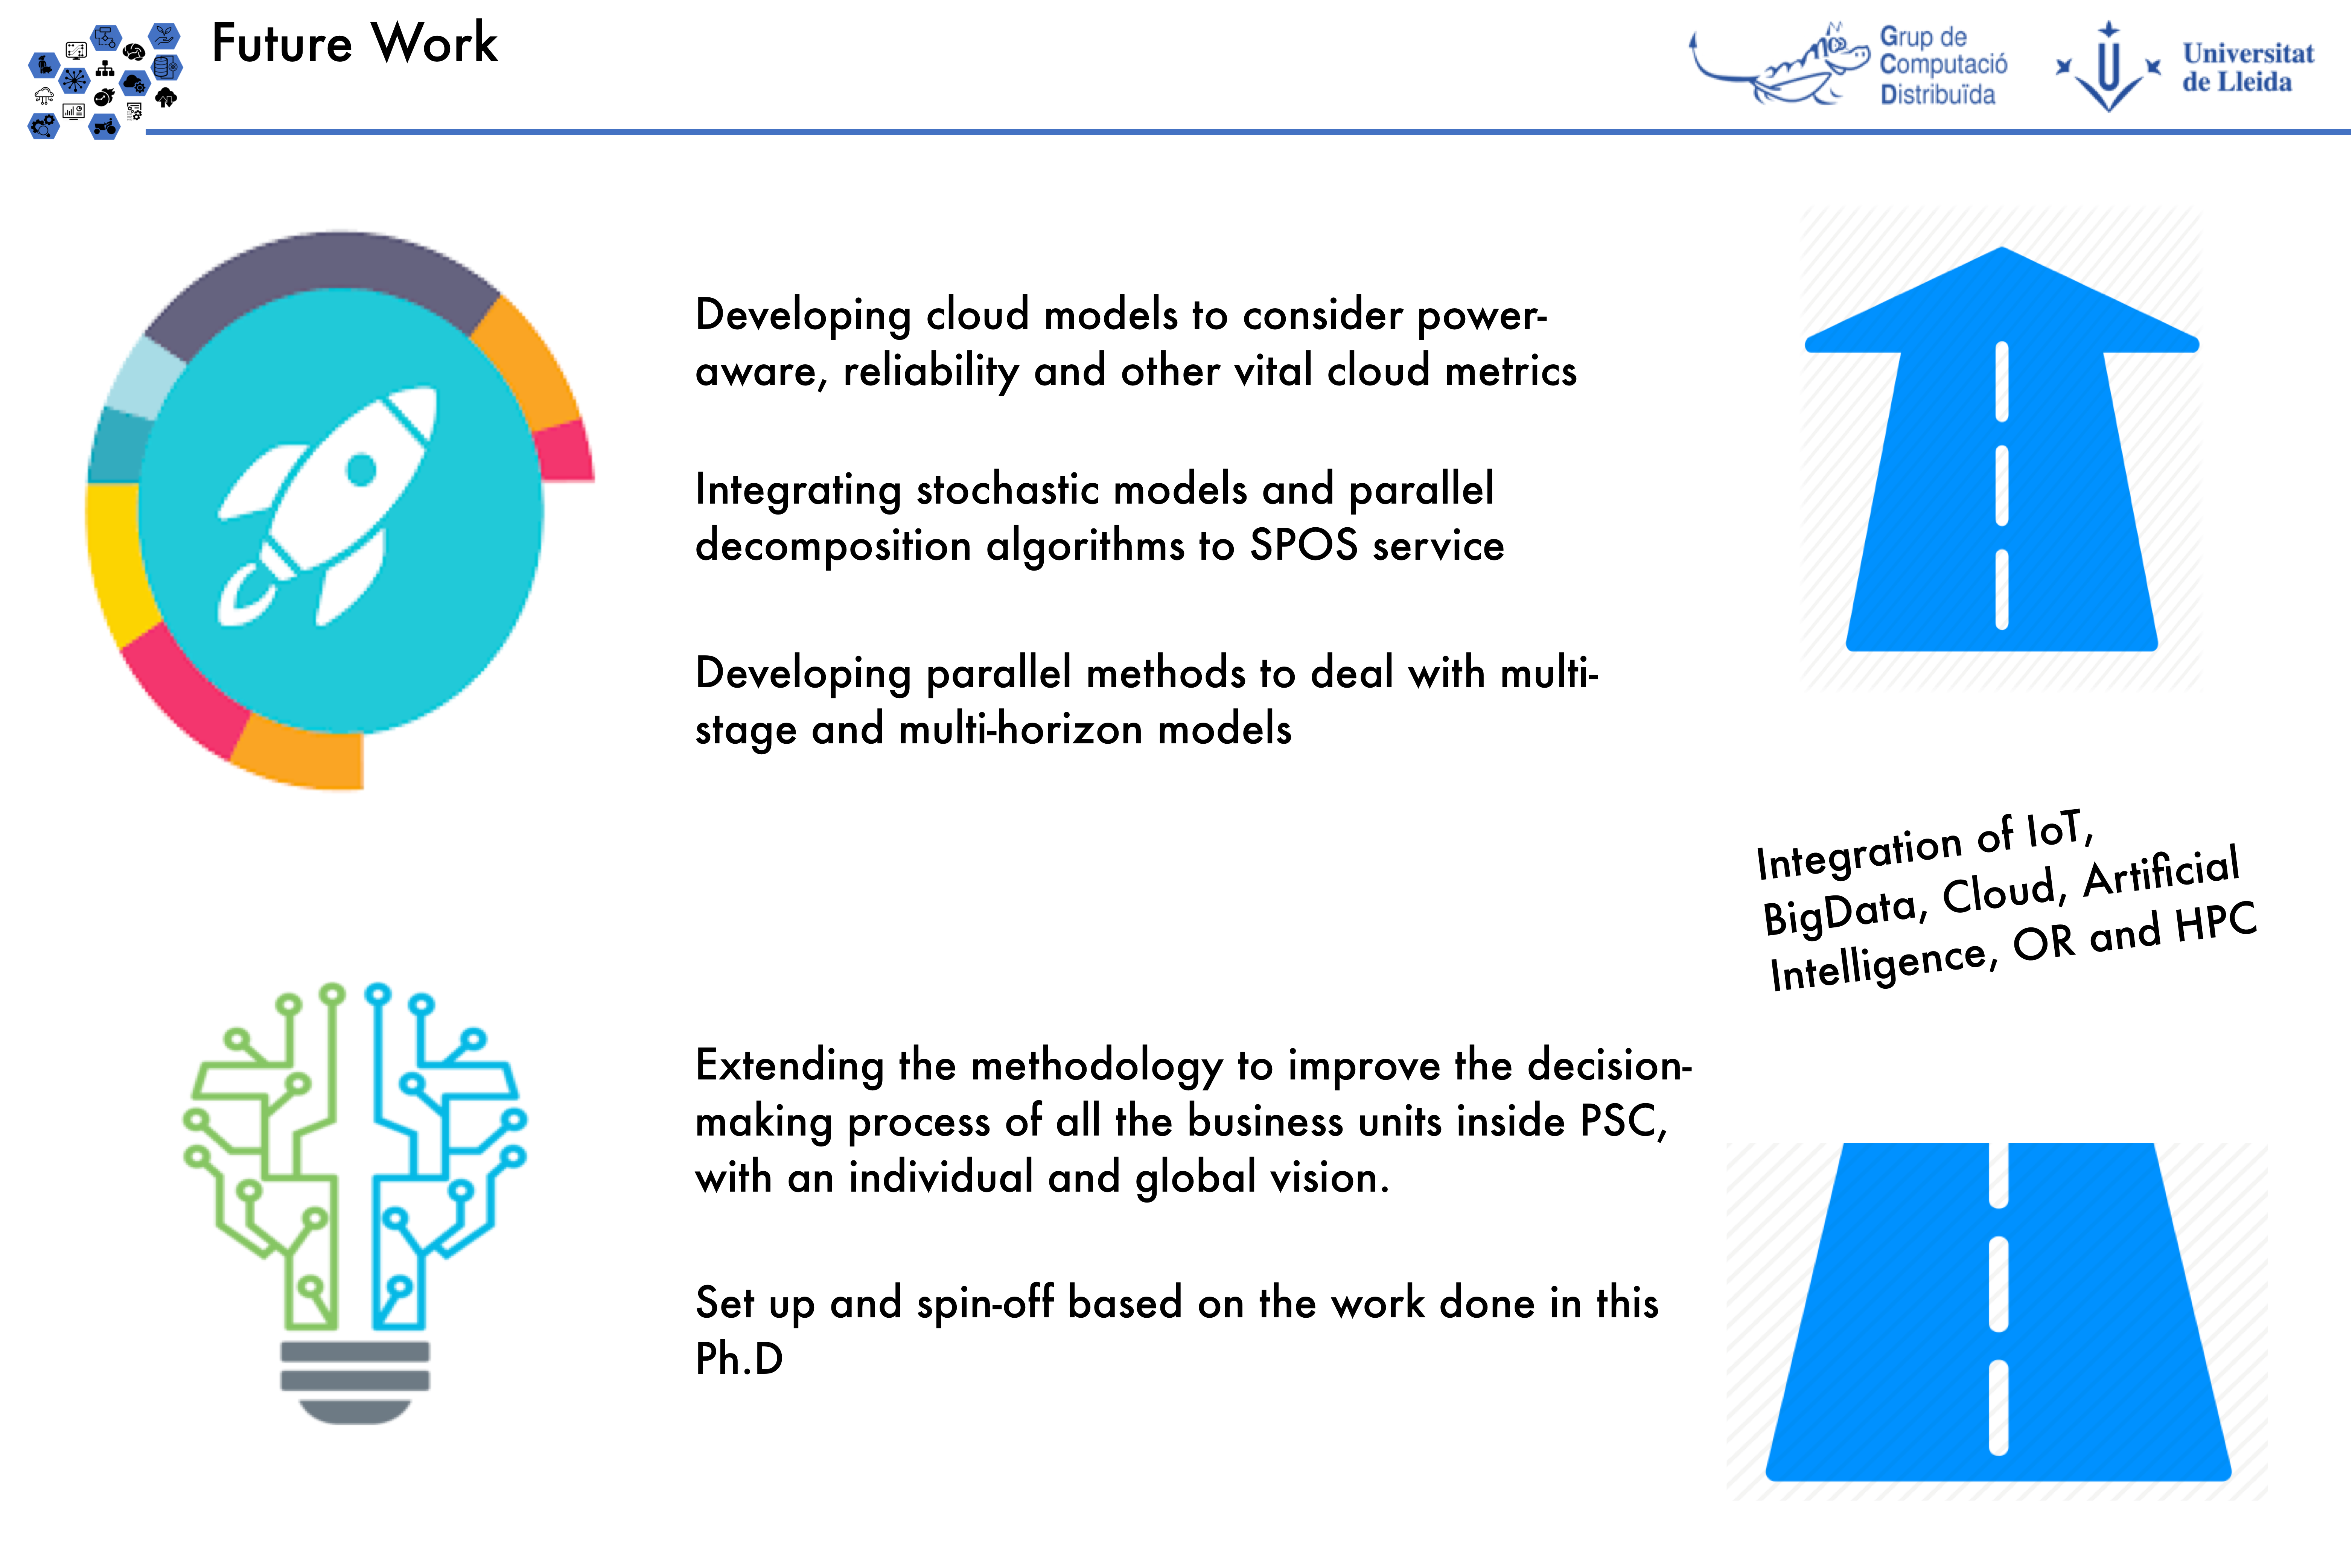 Future Work
Grup de
Computació
Distribuïda
Universitat
de Lleida
Developing cloud models to consider power-
aware, reliability and other vital cloud metrics
Integrating stochastic models and parallel
decomposition algorithms to SPOS service
Developing parallel methods to deal with multi-
stage and multi-horizon models
Integration of IoT,
BigData, Cloud, Artificial
Intelligence, OR and HPC
Extending the methodology to improve the decision-
making process of all the business units inside PSC,
with an individual and global vision.
Set up and spin-off based on the work done in this
Ph.D